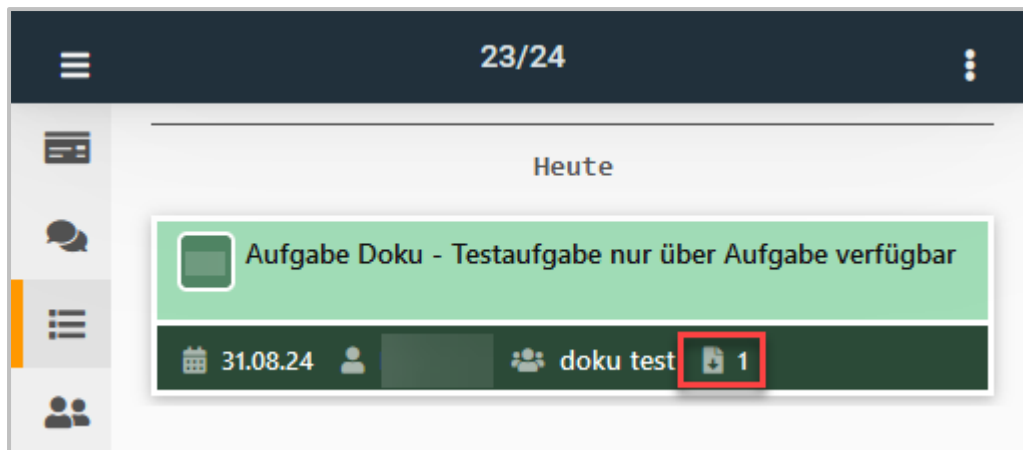 23/24
Heute
Aufgabe Doku - Testaufgabe nur über Aufgabe verfügbar
31.08.24 doku test 1